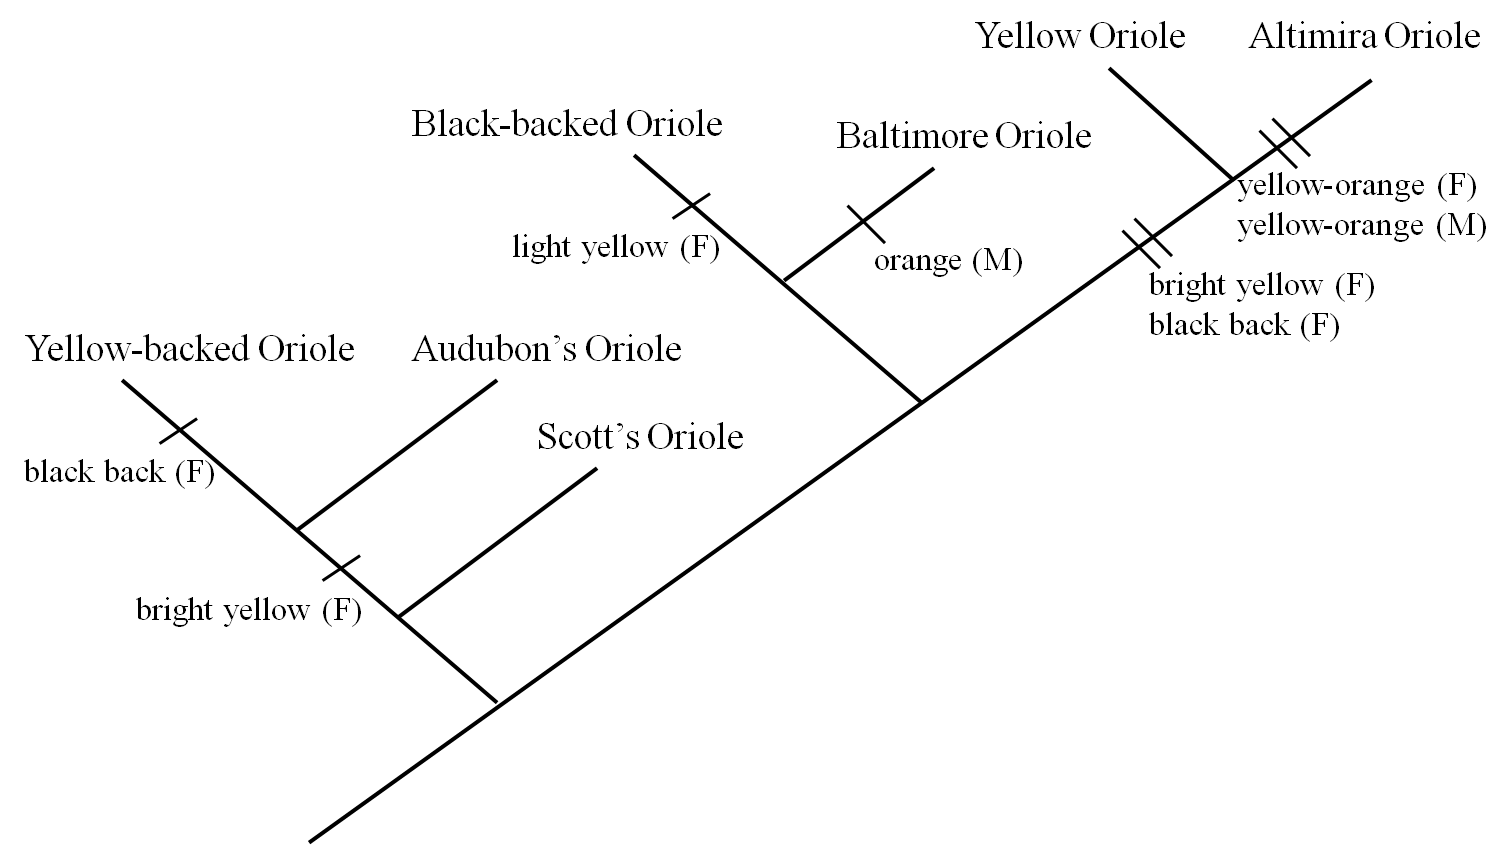 Yellow Oriole
Altimira Oriole
Black-backed Oriole
Baltimore Oriole
yellow-orange (F)
yellow-orange (M)
light yellow (F)
orange (M)
bright yellow (F)
black back (F)
Yellow-backed Oriole
Audubon’s Oriole
Scott’s Oriole
black back (F)
bright yellow (F)